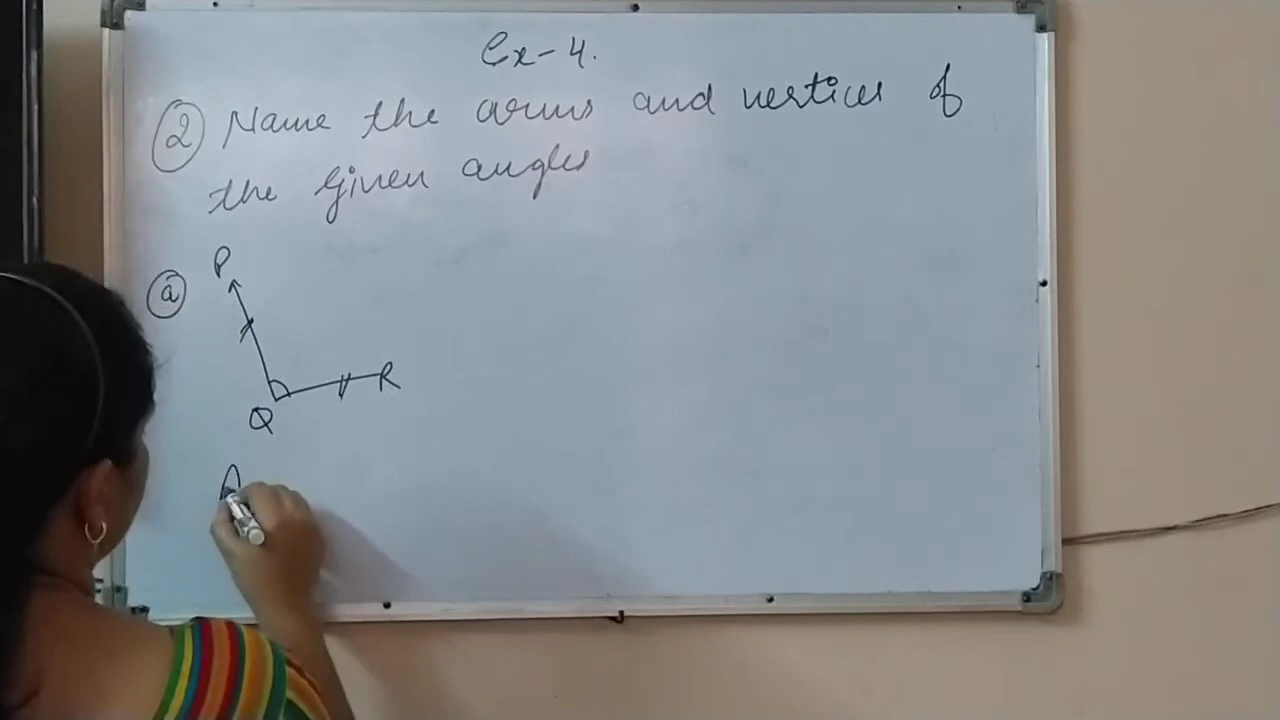 Ex-4.
② Name the arms and vertices of
the Given angles
ⓐ P
R
Q
A